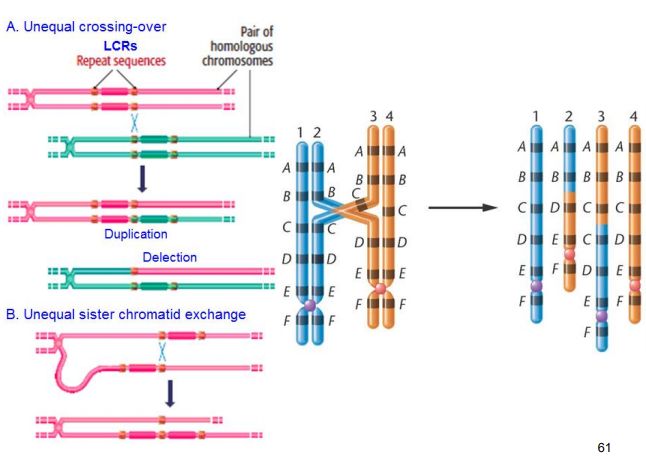 A. Unequal crossing-over
LCRs
Repeat sequences
Pair of
homologous
chromosomes
Duplication
Delection
B. Unequal sister chromatid exchange
1 2
3 4
A A
B B
C C
D D
E E
F F
A A
B B
C C
D D
E E
F F
1 2 3 4
A A A A
B B B B
C D C C
D E C D
E F D E
F E F
F
61